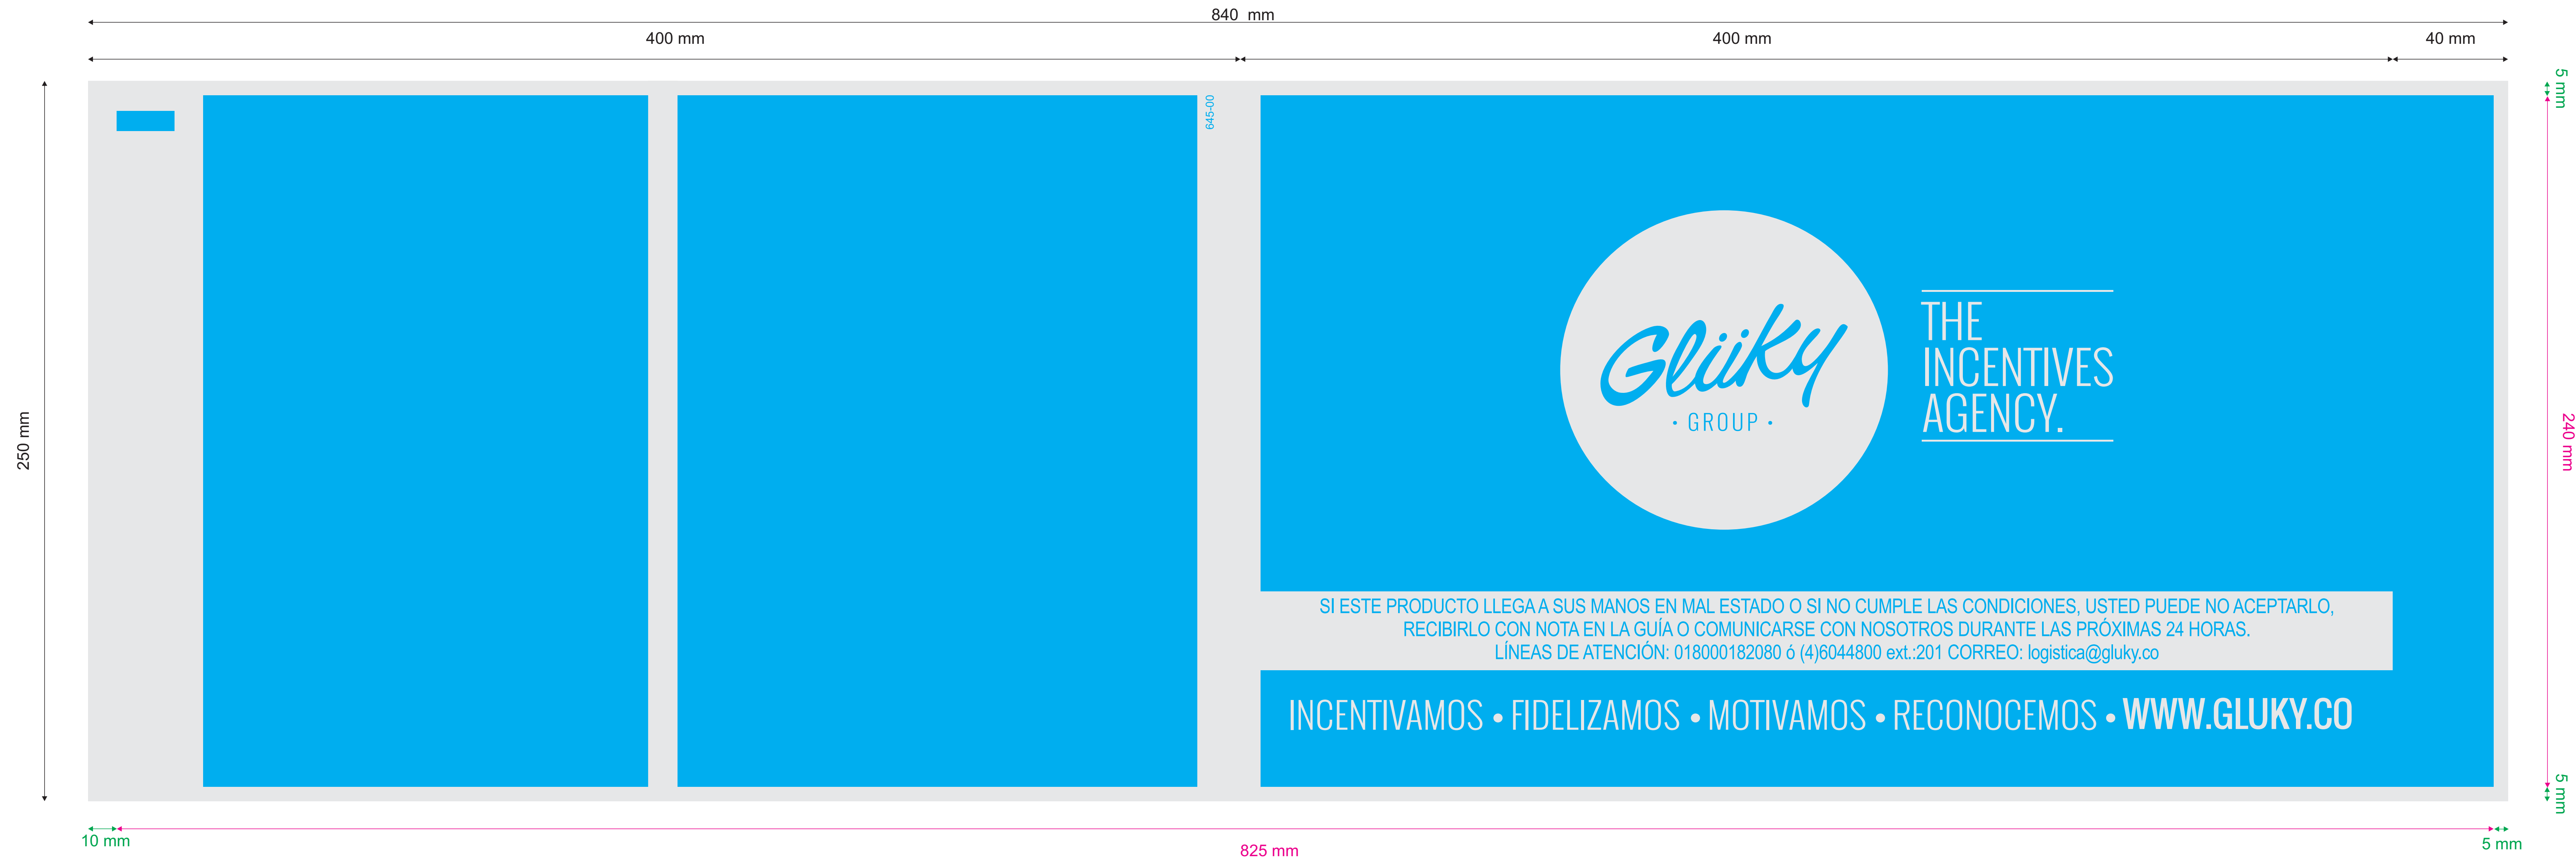 840 mm
400 mm
400 mm
40 mm
5 mm
645-00
Glüky
• GROUP •
THE
INCENTIVES
AGENCY.
250 mm
240 mm
SI ESTE PRODUCTO LLEGA A SUS MANOS EN MAL ESTADO O SI NO CUMPLE LAS CONDICIONES, USTED PUEDE NO ACEPTARLO,
RECIBIRLO CON NOTA EN LA GUÍA O COMUNICARSE CON NOSOTROS DURANTE LAS PRÓXIMAS 24 HORAS.
LÍNEAS DE ATENCIÓN: 018000182080 ó (4)6044800 ext.:201 CORREO: logistica@gluky.co
INCENTIVAMOS • FIDELIZAMOS • MOTIVAMOS • RECONOCEMOS • WWW.GLUKY.CO
5 mm
10 mm
825 mm
5 mm